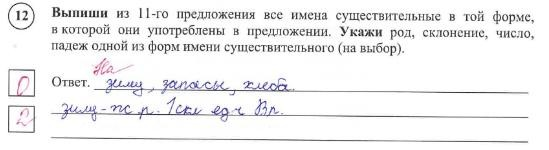 12 Выпиши из 11-го предложения все имена существительные в той форме,
в которой они употреблены в предложении. Укажи род, склонение, число,
падеж одной из форм имени существительного (на выбор).
На
0 Ответ. зиму, запасы, хлеба.
2 зиму - ж р. 1скл ед ч Вп.